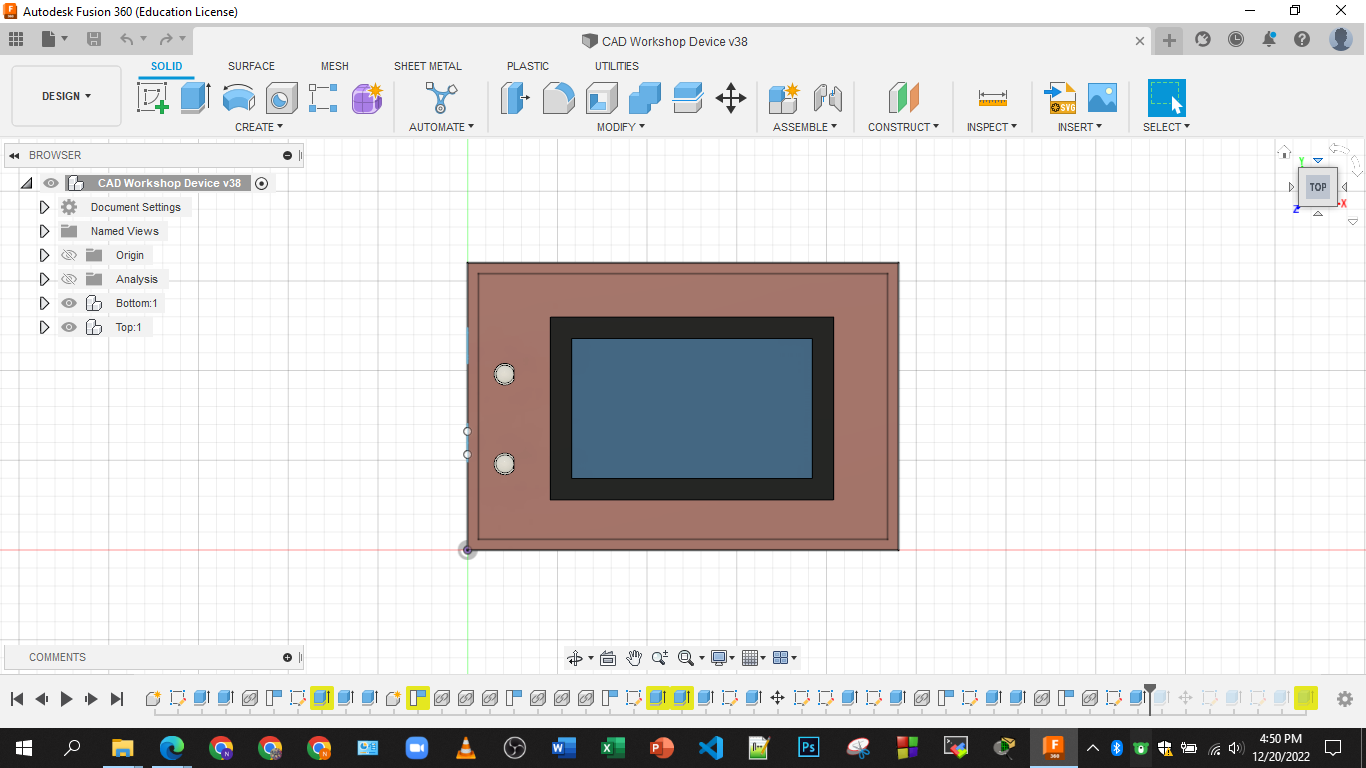 Autodesk Fusion 360 (Education License)
CAD Workshop Device v38
SOLID SURFACE MESH SHEET METAL PLASTIC UTILITIES
DESIGN
CREATE AUTOMATE MODIFY ASSEMBLE CONSTRUCT INSPECT INSERT SELECT
SVG
BROWSER
CAD Workshop Device v38
Document Settings
Named Views
Origin
Analysis
Bottom:1
Top:1
Y
TOP
X
Z
COMMENTS
4:50 PM
12/20/2022